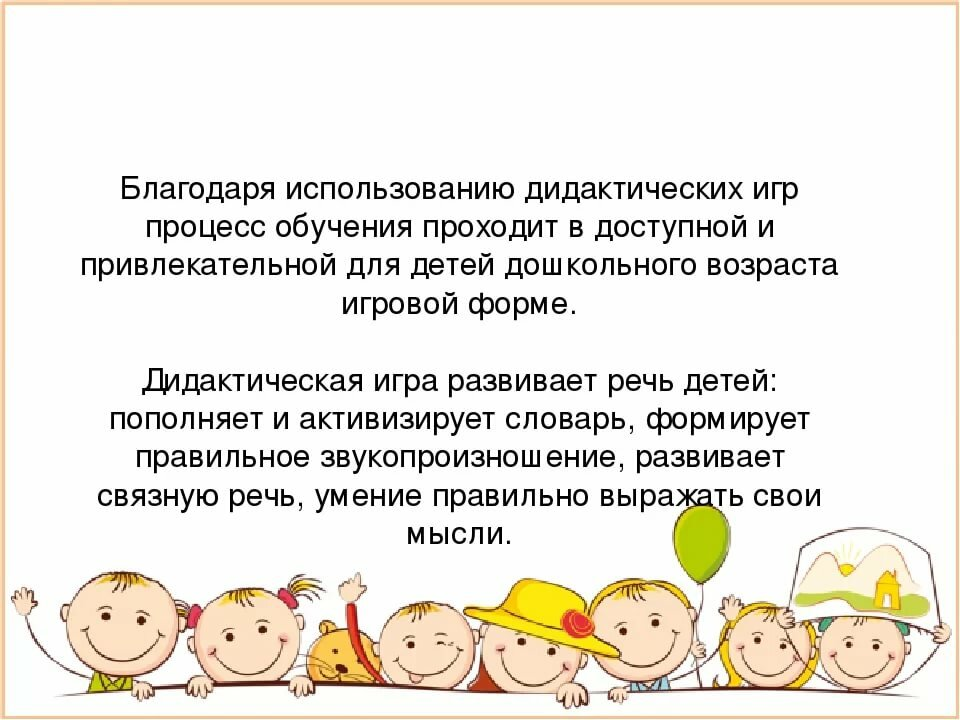 Благодаря использованию дидактических игр
процесс обучения проходит в доступной и
привлекательной для детей дошкольного возраста
игровой форме.
Дидактическая игра развивает речь детей:
пополняет и активизирует словарь, формирует
правильное звукопроизношение, развивает
связную речь, умение правильно выражать свои
мысли.